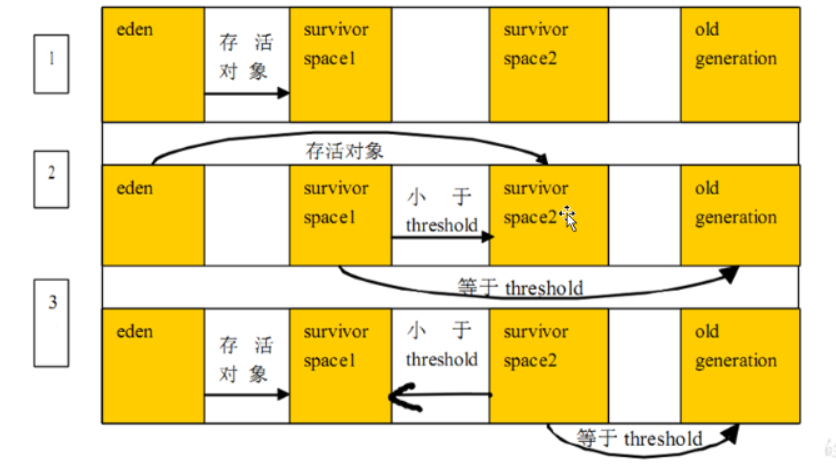 1
eden
存 活
对 象
survivor
space1
survivor
space2
old
generation
存活对象
2
eden
survivor
space1
小 于
threshold
survivor
space2
old
generation
等于 threshold
3
eden
存 活
对 象
survivor
space1
小 于
threshold
survivor
space2
old
generation
等于 threshold